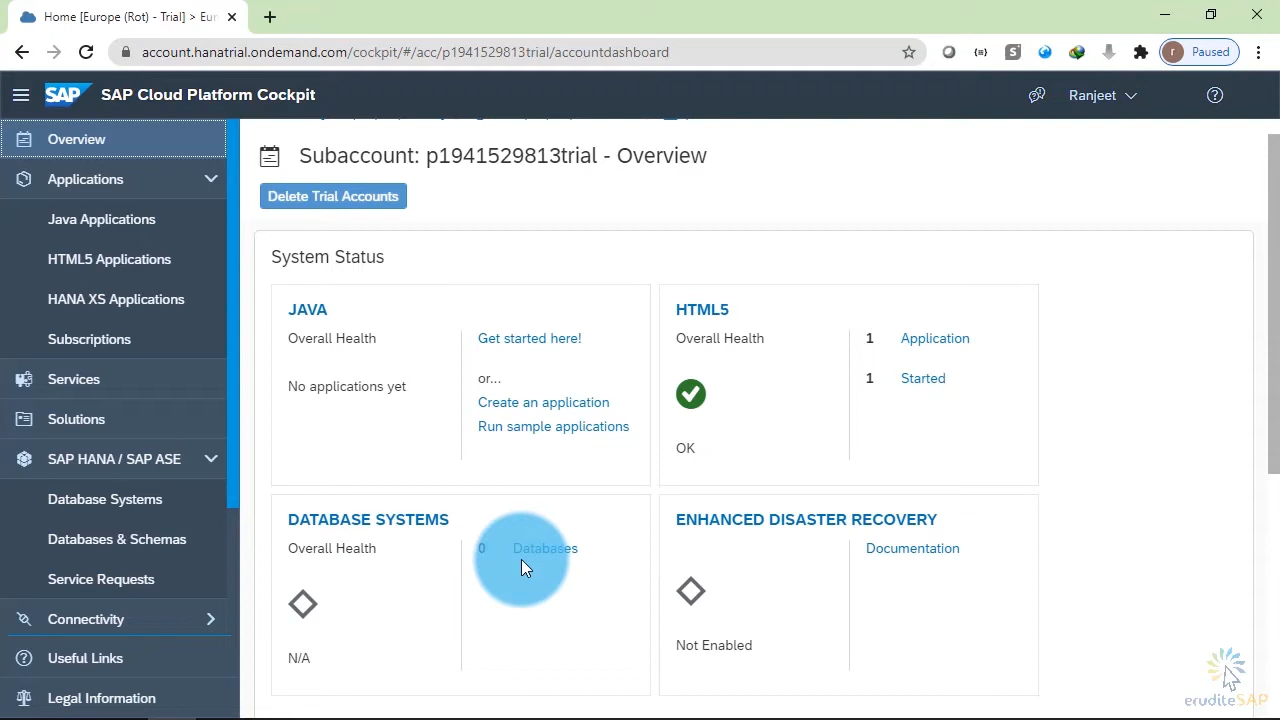 Home [Europe (Rot) - Trial] > Eur
account.hanatrial.ondemand.com/cockpit/#/acc/p1941529813trial/accountdashboard
S
r Paused
SAP SAP Cloud Platform Cockpit
Ranjeet
Overview
Applications
Java Applications
HTML5 Applications
HANA XS Applications
Subscriptions
Services
Solutions
SAP HANA / SAP ASE
Database Systems
Databases & Schemas
Service Requests
Connectivity
Useful Links
Legal Information
Subaccount: p1941529813trial - Overview
Delete Trial Accounts
System Status
JAVA
Overall Health
No applications yet
Get started here!
or...
Create an application
Run sample applications
HTML5
Overall Health
OK
1 Application
1 Started
DATABASE SYSTEMS
Overall Health
N/A
0 Databases
ENHANCED DISASTER RECOVERY
Not Enabled
Documentation
eruditeSAP